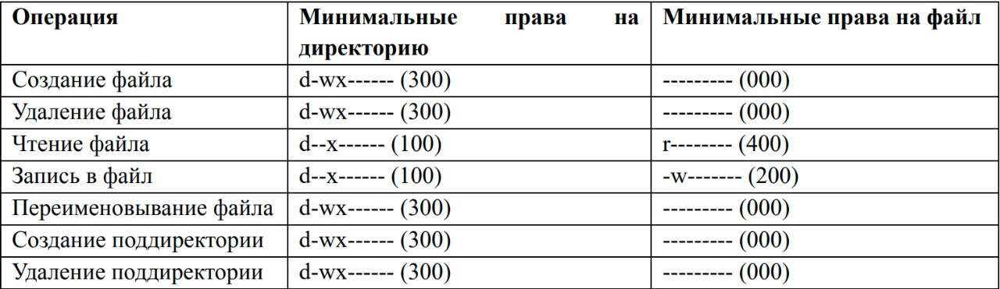 Операция Минимальные права на директорию Минимальные права на файл
Создание файла d-wx------ (300) --------- (000)
Удаление файла d-wx------ (300) --------- (000)
Чтение файла d--x------ (100) r-------- (400)
Запись в файл d--x------ (100) -w------- (200)
Переименовывание файла d-wx------ (300) --------- (000)
Создание поддиректории d-wx------ (300) --------- (000)
Удаление поддиректории d-wx------ (300) --------- (000)